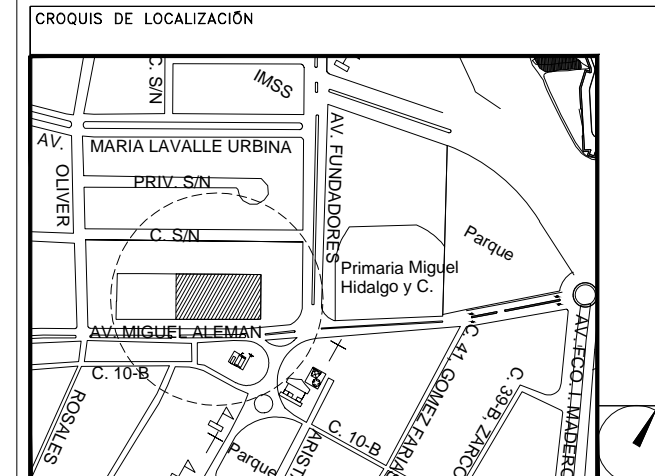 CROQUIS DE LOCALIZACIÓN
C. S/N
IMSS
AV.
OLIVER
MARIA LAVALLE URBINA
AV. FUNDADORES
PRIV. S/N
C. S/N
Parque
Primaria Miguel
Hidalgo y C.
AV. MIGUEL ALEMAN
C. 10-B
ROSALES
Parque
C. 10-B
C. 41, GOMEZ
C. 39-B, ZARCO
AV. FCO. I. MADERO